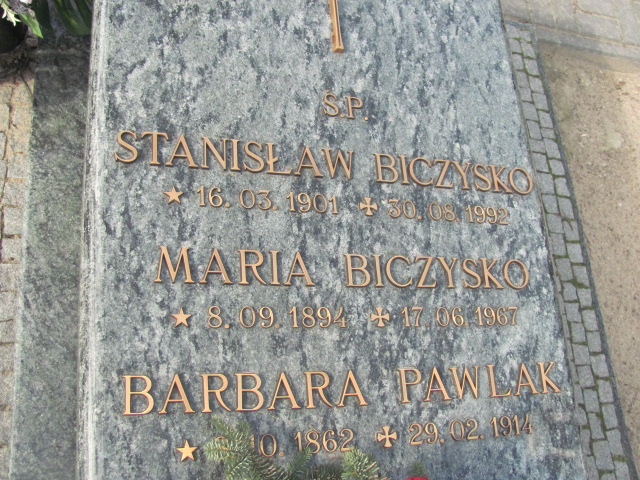 Ś.P.
STANISŁAW BICZYSKO
★ 16.03.1901 ✠ 30.08.1992
MARIA BICZYSKO
★ 8.09.1894 ✠ 17.06.1967
BARBARA PAWLAK
★ .10.1862 ✠ 29.02.1914